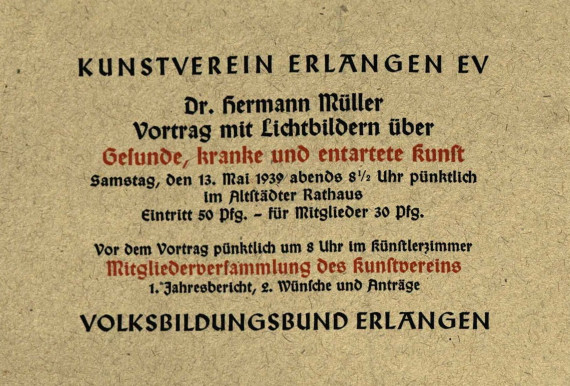 KUNSTVEREIN ERLANGEN EV
Dr. Hermann Müller
Vortrag mit Lichtbildern über
Gesunde, kranke und entartete Kunst
Samstag, den 13. Mai 1939 abends 8½ Uhr pünktlich
im Altstädter Rathaus
Eintritt 50 Pfg. – für Mitglieder 30 Pfg.
Vor dem Vortrag pünktlich um 8 Uhr im Künstlerzimmer
Mitgliederversammlung des Kunstvereins
1. Jahresbericht, 2. Wünsche und Anträge
VOLKSBILDUNGSBUND ERLANGEN